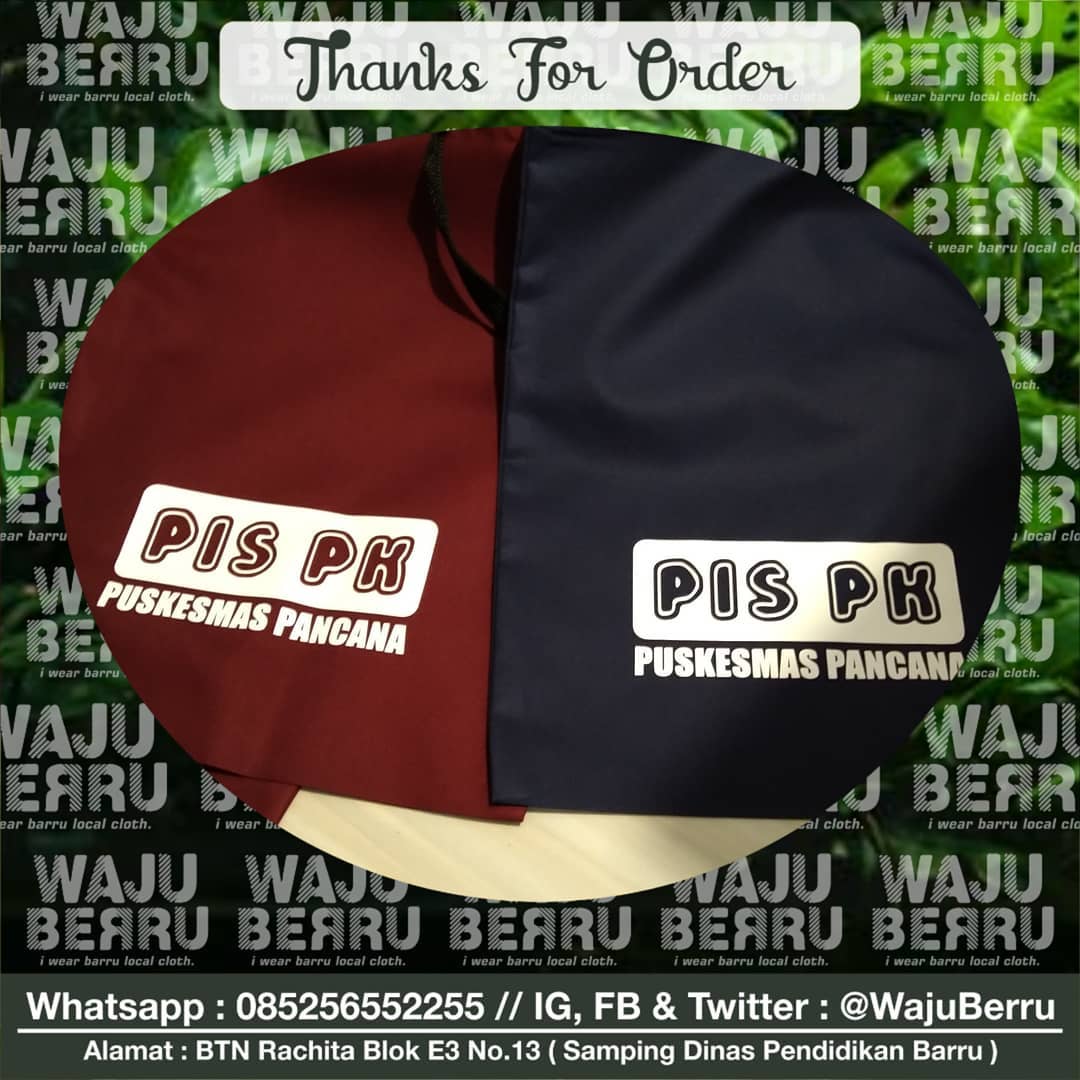 Thanks For Order
WAJU
BERRU
i wear barru local cloth.
PIS PK
PUSKESMAS PANCANA
PIS PK
PUSKESMAS PANCANA
Whatsapp : 085256552255 // IG, FB & Twitter : @WajuBerru
Alamat : BTN Rachita Blok E3 No.13 ( Samping Dinas Pendidikan Barru )